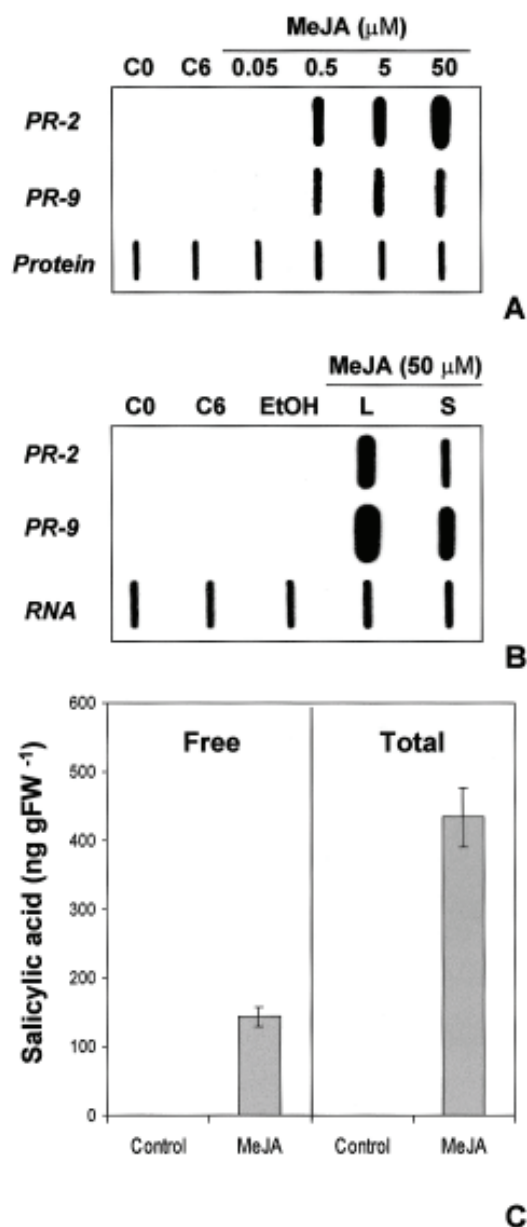 MeJA (μM)
C0 C6 0.05 0.5 5 50
PR-2
PR-9
Protein
A
MeJA (50 μM)
C0 C6 EtOH L S
PR-2
PR-9
RNA
B
600
Free Total
500
400
300
200
100
0
Salicylic acid (ng gFW -1)
Control MeJA Control MeJA
C